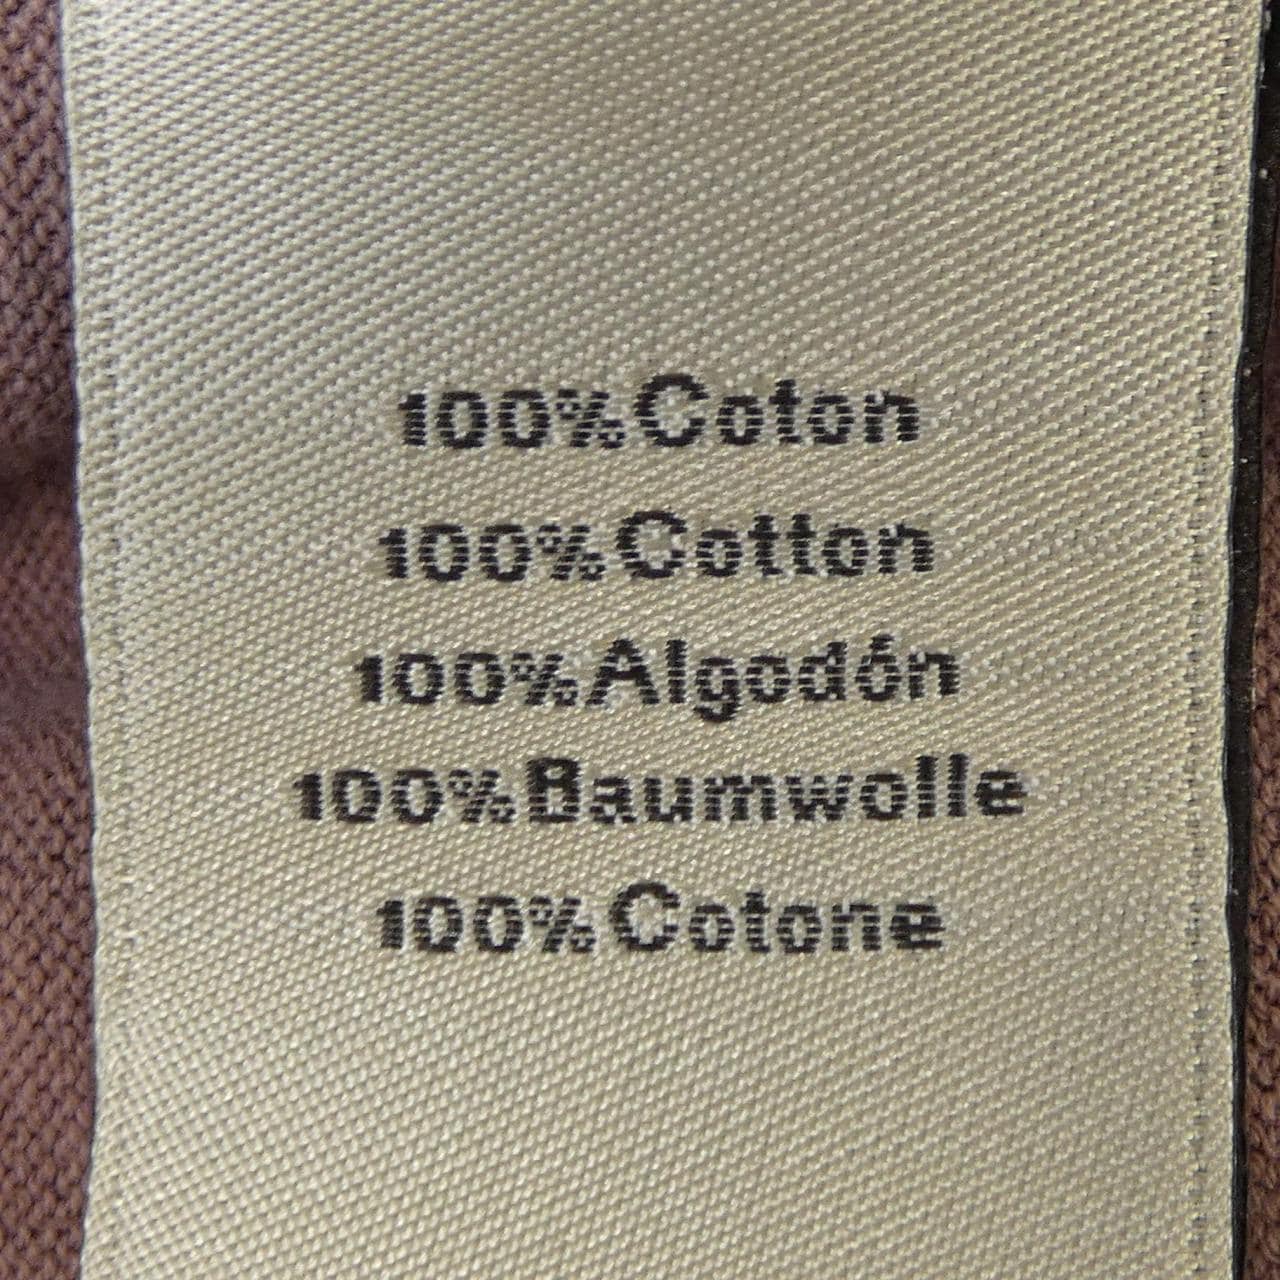 100% Coton
100% Cotton
100% Algodón
100% Baumwolle
100% Cotone